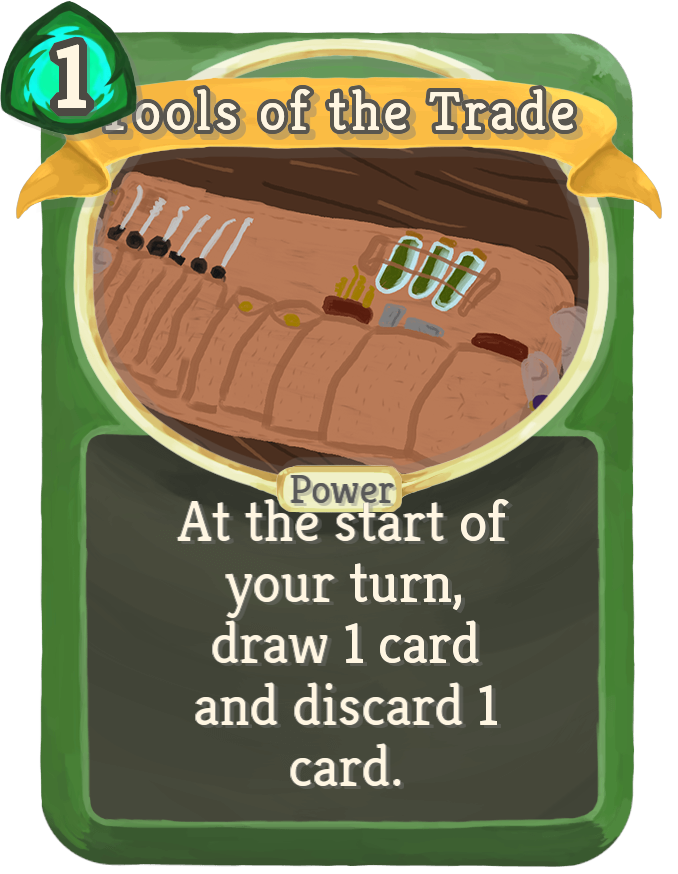 1
Tools of the Trade
Power
At the start of
your turn,
draw 1 card
and discard 1
card.